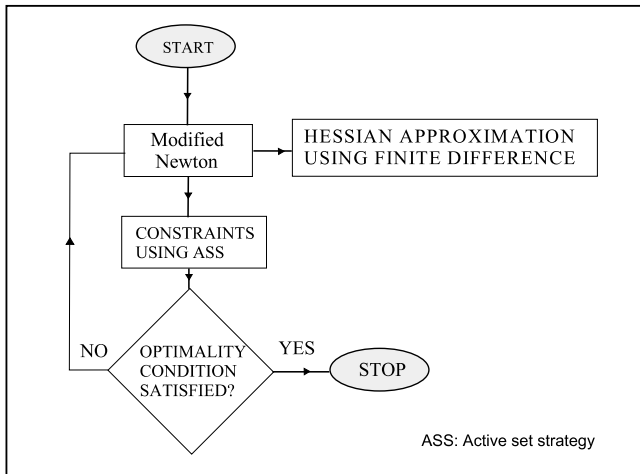 START
Modified
Newton
HESSIAN APPROXIMATION
USING FINITE DIFFERENCE
CONSTRAINTS
USING ASS
NO
OPTIMALITY
CONDITION
SATISFIED?
YES
STOP
ASS: Active set strategy